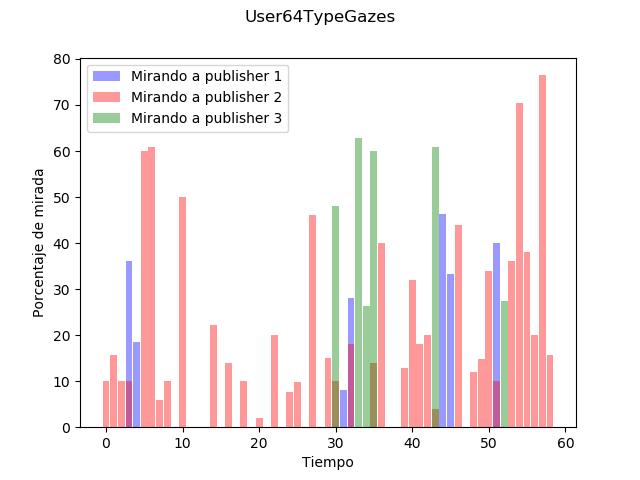 User64TypeGazes
Mirando a publisher 1
Mirando a publisher 2
Mirando a publisher 3
Porcentaje de mirada
80
70
60
50
40
30
20
10
0
0 10 20 30 40 50 60
Tiempo